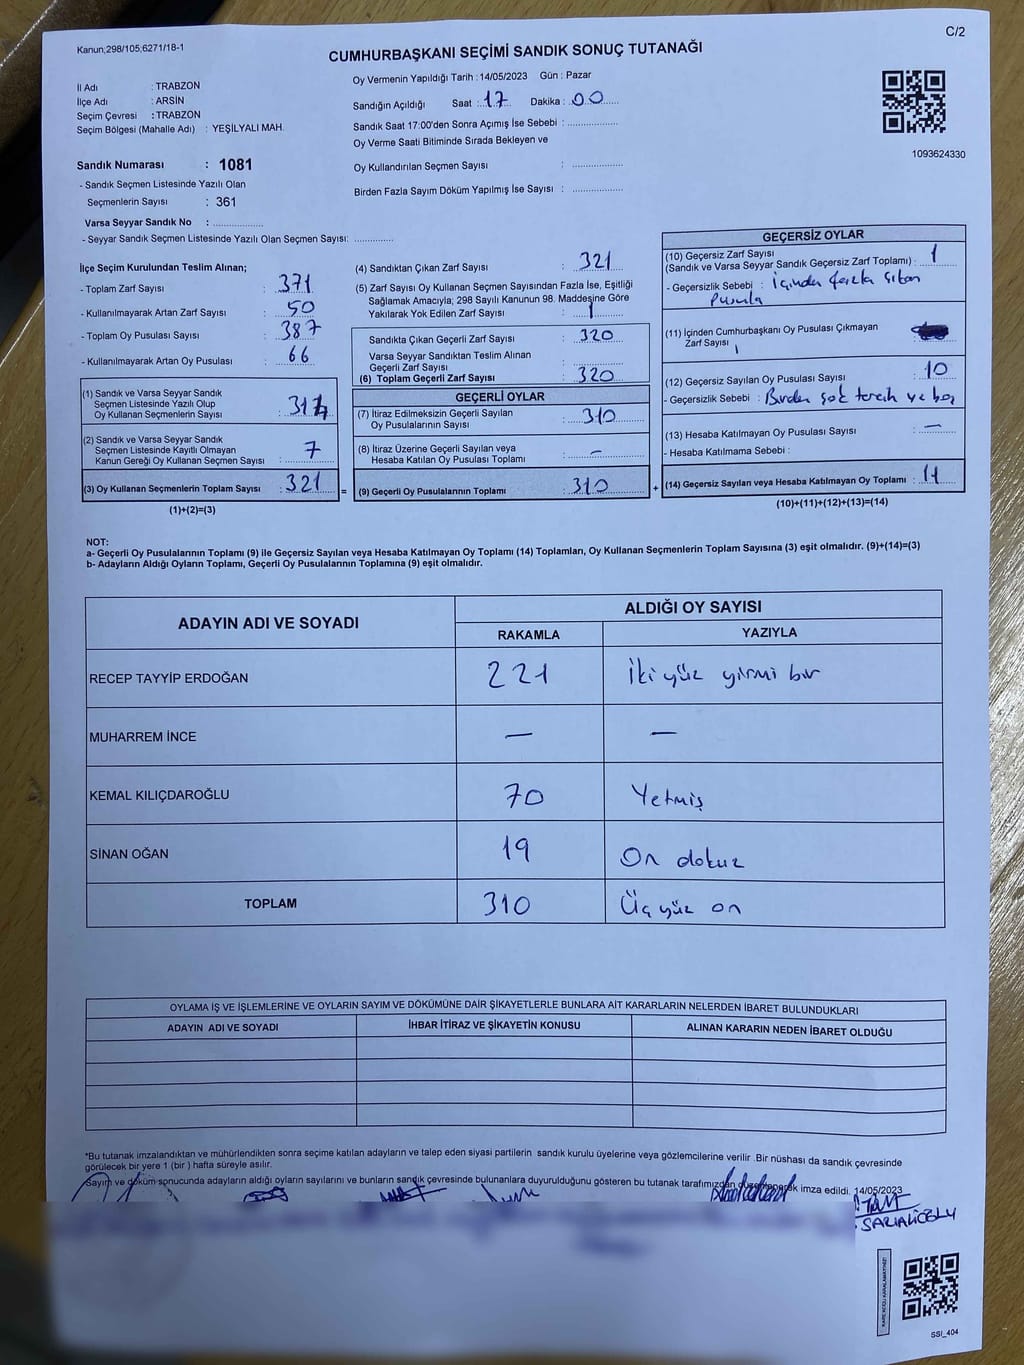 Kanun;298/105;6271/18-1
C/2
CUMHURBAŞKANI SEÇİMİ SANDIK SONUÇ TUTANAĞI
İl Adı : TRABZON
İlçe Adı : ARSİN
Seçim Çevresi : TRABZON
Seçim Bölgesi (Mahalle Adı) : YEŞİLYALI MAH.
Sandık Numarası : 1081
- Sandık Seçmen Listesinde Yazılı Olan
Seçmenlerin Sayısı : 361
Varsa Seyyar Sandık No : ..................
- Seyyar Sandık Seçmen Listesinde Yazılı Olan Seçmen Sayısı: ..............
Oy Vermenin Yapıldığı Tarih : 14/05/2023 Gün : Pazar
Sandığın Açıldığı Saat : 17 Dakika : 00
Sandık Saat 17:00'den Sonra Açımış İse Sebebi : ..................
Oy Verme Saati Bitiminde Sırada Bekleyen ve
Oy Kullandırılan Seçmen Sayısı : ..................
Birden Fazla Sayım Döküm Yapılmış İse Sayısı : ..................
1093624330
İlçe Seçim Kurulundan Teslim Alınan;
- Toplam Zarf Sayısı : 371
- Kullanılmayarak Artan Zarf Sayısı : 50
- Toplam Oy Pusulası Sayısı : 387
- Kullanılmayarak Artan Oy Pusulası : 66
(1) Sandık ve Varsa Seyyar Sandık
Seçmen Listesinde Yazılı Olup
Oy Kullanan Seçmenlerin Sayısı : 314
(2) Sandık ve Varsa Seyyar Sandık
Seçmen Listesinde Kayıtlı Olmayan
Kanun Gereği Oy Kullanan Seçmen Sayısı : 7
(3) Oy Kullanan Seçmenlerin Toplam Sayısı : 321
(1)+(2)=(3)
=
(4) Sandıktan Çıkan Zarf Sayısı : 321
(5) Zarf Sayısı Oy Kullanan Seçmen Sayısından Fazla İse, Eşitliği
Sağlamak Amacıyla; 298 Sayılı Kanunun 98. Maddesine Göre
Yakılarak Yok Edilen Zarf Sayısı : 1
Sandıkta Çıkan Geçerli Zarf Sayısı : 320
Varsa Seyyar Sandıktan Teslim Alınan
Geçerli Zarf Sayısı :
(6) Toplam Geçerli Zarf Sayısı : 320
GEÇERLİ OYLAR
(7) İtiraz Edilmeksizin Geçerli Sayılan
Oy Pusulalarının Sayısı : 310
(8) İtiraz Üzerine Geçerli Sayılan veya
Hesaba Katılan Oy Pusulası Toplamı : –
(9) Geçerli Oy Pusulalarının Toplamı : 310
+
GEÇERSİZ OYLAR
(10) Geçersiz Zarf Sayısı
(Sandık ve Varsa Seyyar Sandık Geçersiz Zarf Toplamı) : 1
- Geçersizlik Sebebi : İçinden fazla çıkan
Pusula
(11) İçinden Cumhurbaşkanı Oy Pusulası Çıkmayan
Zarf Sayısı
(12) Geçersiz Sayılan Oy Pusulası Sayısı : 10
- Geçersizlik Sebebi : Birden çok tercih ve boş
(13) Hesaba Katılmayan Oy Pusulası Sayısı : –
- Hesaba Katılmama Sebebi :
(14) Geçersiz Sayılan veya Hesaba Katılmayan Oy Toplamı : 11
(10)+(11)+(12)+(13)=(14)
NOT:
a- Geçerli Oy Pusulalarının Toplamı (9) ile Geçersiz Sayılan veya Hesaba Katılmayan Oy Toplamı (14) Toplamları, Oy Kullanan Seçmenlerin Toplam Sayısına (3) eşit olmalıdır. (9)+(14)=(3)
b- Adayların Aldığı Oyların Toplamı, Geçerli Oy Pusulalarının Toplamına (9) eşit olmalıdır.
ADAYIN ADI VE SOYADI ALDIĞI OY SAYISI
RAKAMLA YAZIYLA
RECEP TAYYİP ERDOĞAN 221 İki yüz yirmi bir
MUHARREM İNCE – –
KEMAL KILIÇDAROĞLU 70 Yetmiş
SİNAN OĞAN 19 On dokuz
TOPLAM 310 Üç yüz on
OYLAMA İŞ VE İŞLEMLERİNE VE OYLARIN SAYIM VE DÖKÜMÜNE DAİR ŞİKAYETLERLE BUNLARA AİT KARARLARIN NELERDEN İBARET BULUNDUKLARI
ADAYIN ADI VE SOYADI İHBAR İTİRAZ VE ŞİKAYETİN KONUSU ALINAN KARARIN NEDEN İBARET OLDUĞU
*Bu tutanak imzalandıktan ve mühürlendikten sonra seçime katılan adayların ve talep eden siyasi partilerin sandık kurulu üyelerine veya gözlemcilerine verilir .Bir nüshası da sandık çevresinde
görülecek bir yere 1 (bir ) hafta süreyle asılır.
Sayım ve döküm sonucunda adayların aldığı oyların sayılarını ve bunların sandık çevresinde bulunanlara duyurulduğunu gösteren bu tutanak tarafımızdan düzenlenerek imza edildi. 14/05/2023
SARIALİOĞLU
KARE KODU KARALAMAYINIZ!
SSI_404